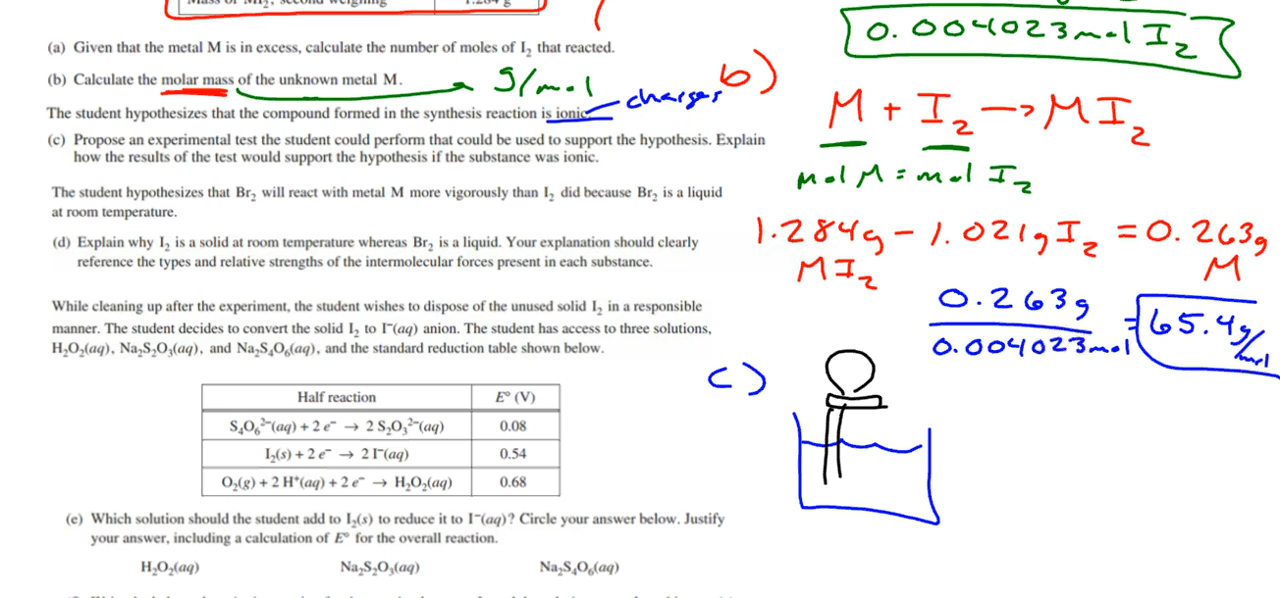 Mass of MI₂, second weighing 1.284 g
(a) Given that the metal M is in excess, calculate the number of moles of I₂ that reacted.
(b) Calculate the molar mass of the unknown metal M.
g/mol
The student hypothesizes that the compound formed in the synthesis reaction is ionic.
charges
(c) Propose an experimental test the student could perform that could be used to support the hypothesis. Explain
how the results of the test would support the hypothesis if the substance was ionic.
The student hypothesizes that Br₂ will react with metal M more vigorously than I₂ did because Br₂ is a liquid
at room temperature.
(d) Explain why I₂ is a solid at room temperature whereas Br₂ is a liquid. Your explanation should clearly
reference the types and relative strengths of the intermolecular forces present in each substance.
While cleaning up after the experiment, the student wishes to dispose of the unused solid I₂ in a responsible
manner. The student decides to convert the solid I₂ to I⁻(aq) anion. The student has access to three solutions,
H₂O₂(aq), Na₂S₂O₃(aq), and Na₂S₄O₆(aq), and the standard reduction table shown below.
Half reaction E° (V)
S₄O₆²⁻(aq) + 2 e⁻ → 2 S₂O₃²⁻(aq) 0.08
I₂(s) + 2 e⁻ → 2 I⁻(aq) 0.54
O₂(g) + 2 H⁺(aq) + 2 e⁻ → H₂O₂(aq) 0.68
(e) Which solution should the student add to I₂(s) to reduce it to I⁻(aq)? Circle your answer below. Justify
your answer, including a calculation of E° for the overall reaction.
H₂O₂(aq) Na₂S₂O₃(aq) Na₂S₄O₆(aq)
0.004023 mol I₂
b)
M + I₂ → MI₂
mol M = mol I₂
1.284g - 1.021g I₂ = 0.263g
MI₂ M
0.263g
0.004023mol
= 65.4g/mol
c)